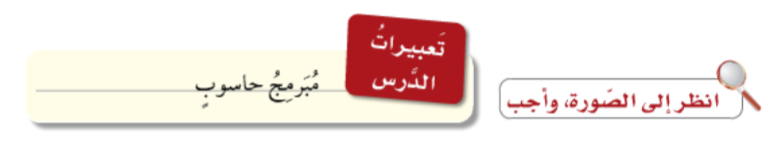 انظر إلى الصّورة، وأجب
تَعبيراتُ
الدَّرس
مُبَرمِجُ حاسوبٍ